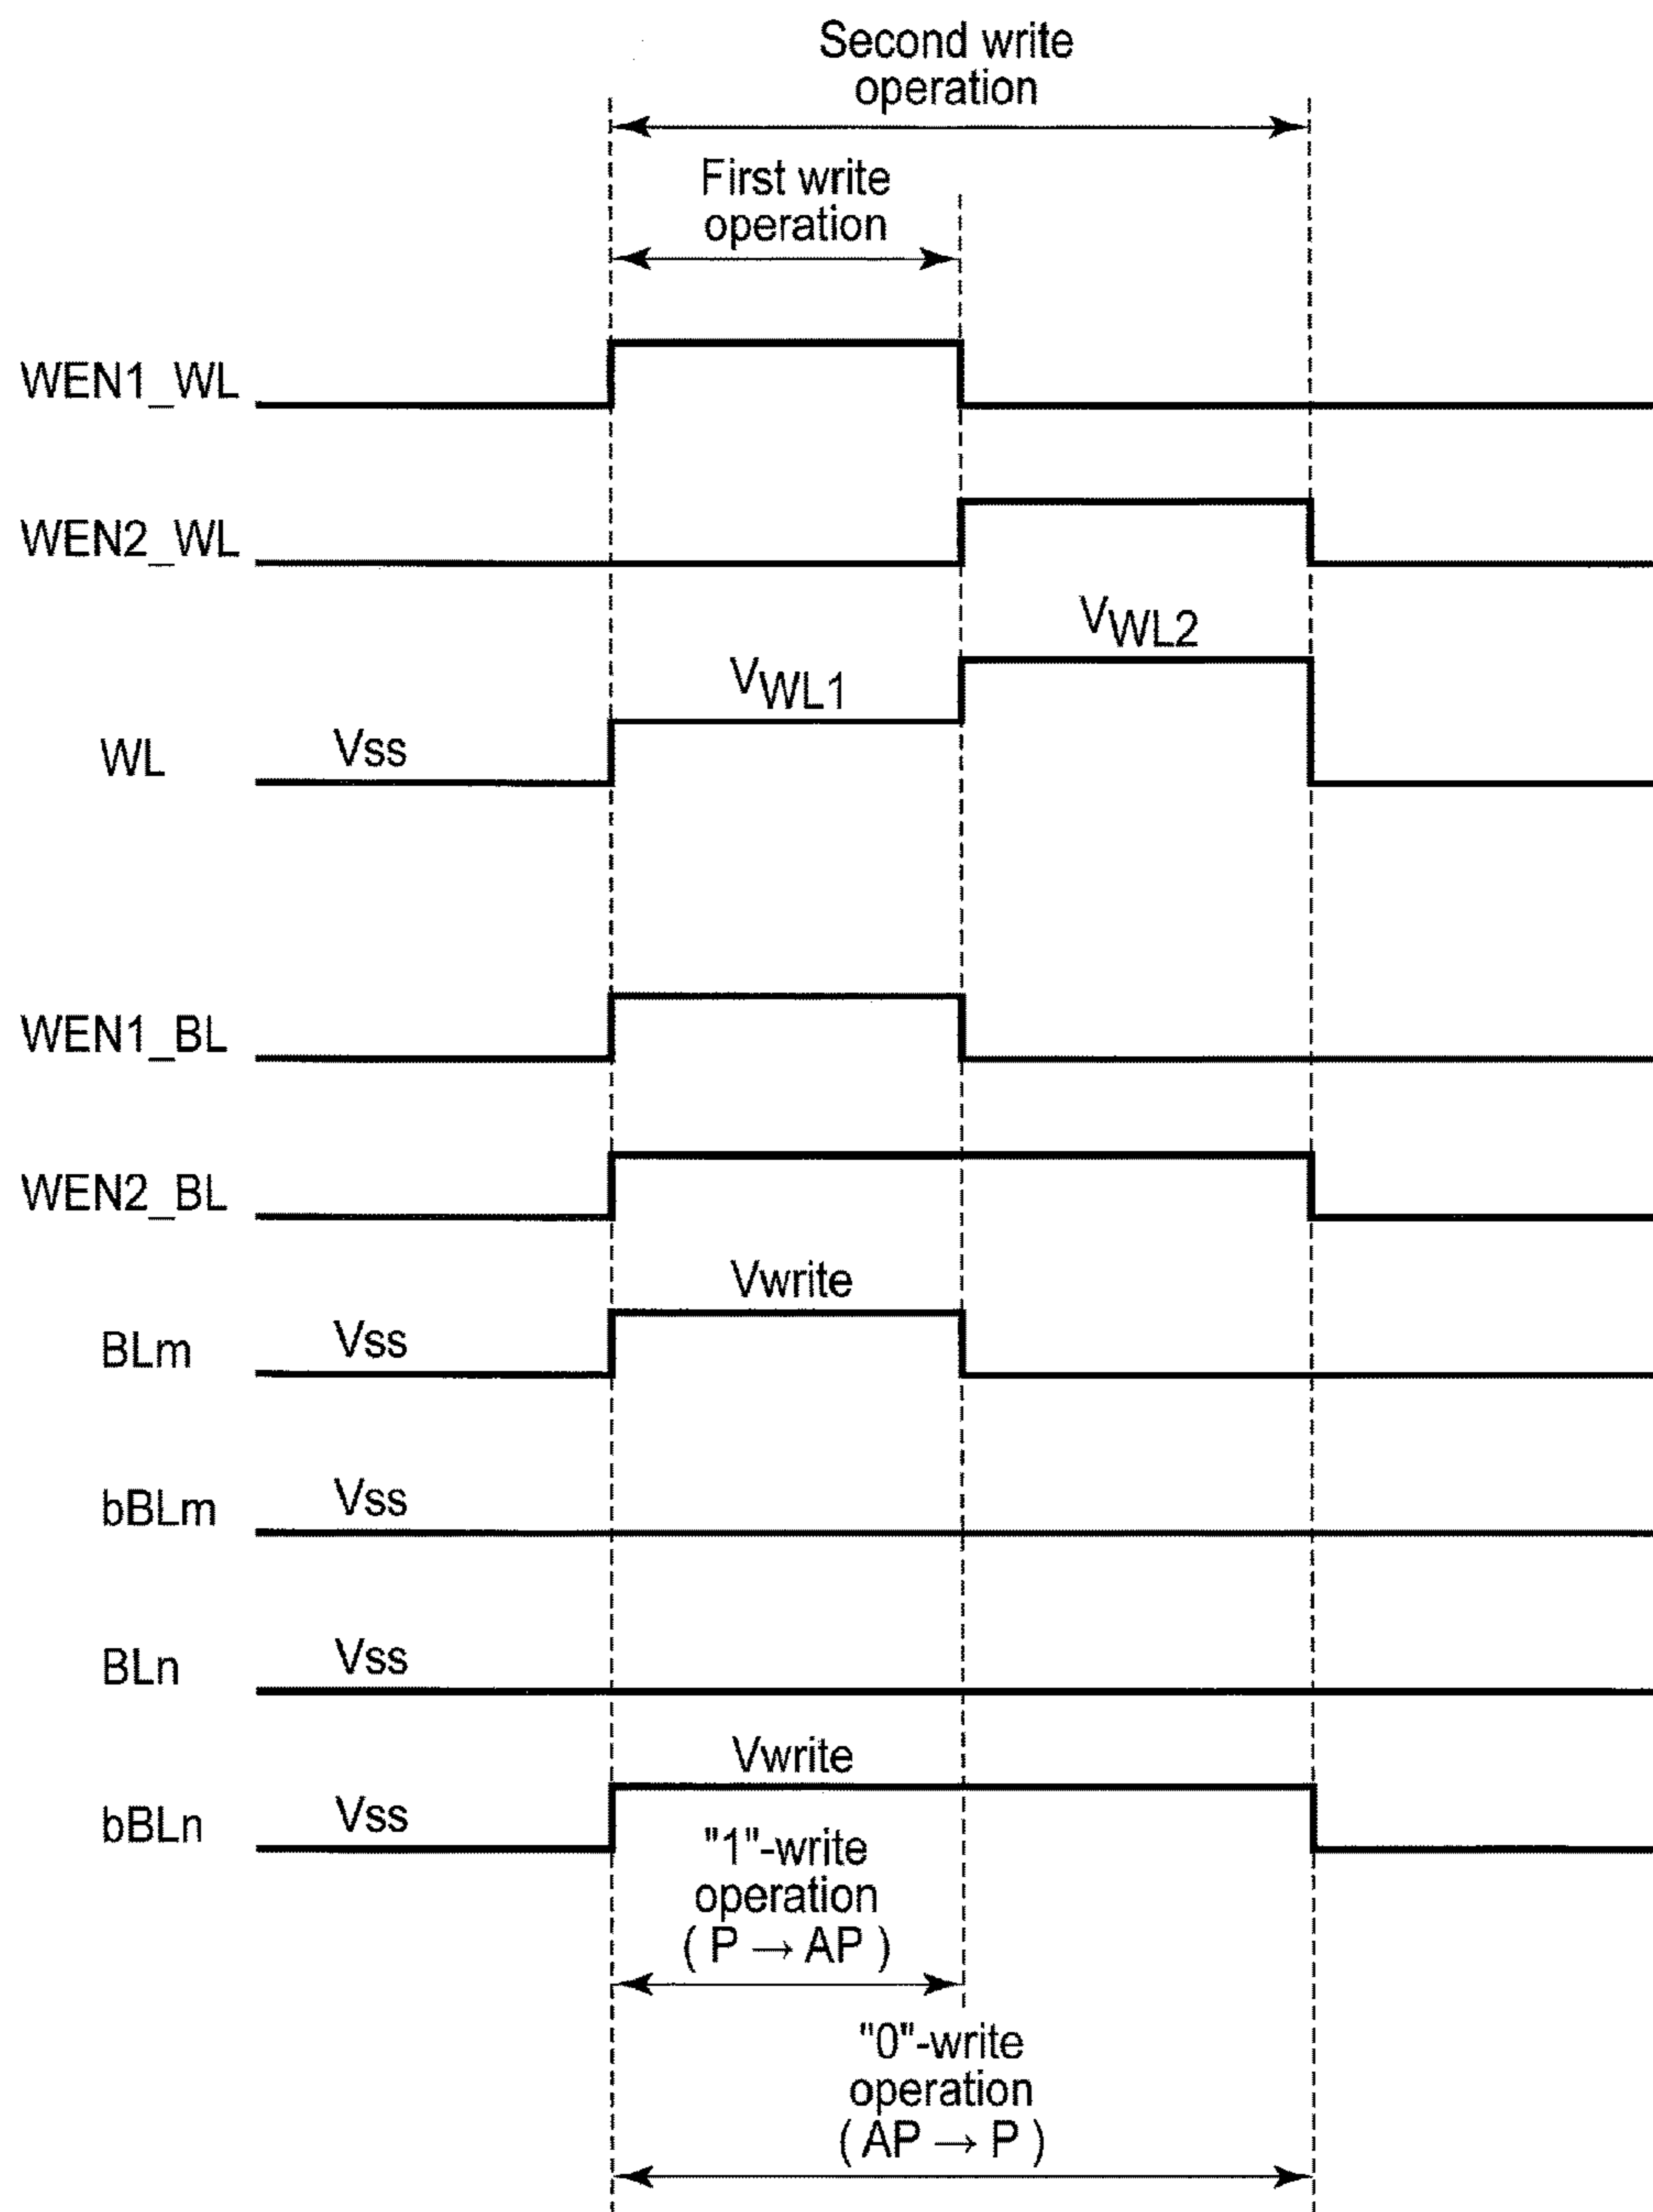 Second write
operation
First write
operation
WEN1_WL
WEN2_WL
VWL2
VWL1
WL
Vss
WEN1_BL
WEN2_BL
Vwrite
BLm
Vss
bBLm
Vss
BLn
Vss
Vwrite
bBLn
Vss
"1"-write
operation
( P → AP )
"0"-write
operation
( AP → P )